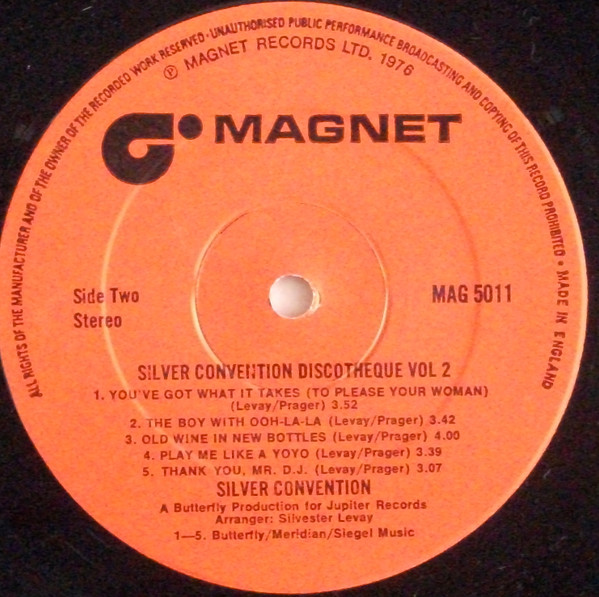 ALL RIGHTS OF THE MANUFACTURER AND OF THE OWNER OF THE RECORDED WORK RESERVED · UNAUTHORISED PUBLIC PERFORMANCE BROADCASTING AND COPYING OF THIS RECORD PROHIBITED • MADE IN ENGLAND
℗ MAGNET RECORDS LTD. 1976
MAGNET
Side Two
Stereo
MAG 5011
SILVER CONVENTION DISCOTHEQUE VOL 2
1. YOU'VE GOT WHAT IT TAKES (TO PLEASE YOUR WOMAN)
(Levay/Prager) 3.52
2. THE BOY WITH OOH-LA-LA (Levay/Prager) 3.42
3. OLD WINE IN NEW BOTTLES (Levay/Prager) 4.00
4. PLAY ME LIKE A YOYO (Levay/Prager) 3.39
5. THANK YOU, MR. D.J. (Levay/Prager) 3.07
SILVER CONVENTION
A Butterfly Production for Jupiter Records
Arranger: Silvester Levay
1—5. Butterfly/Meridian/Siegel Music